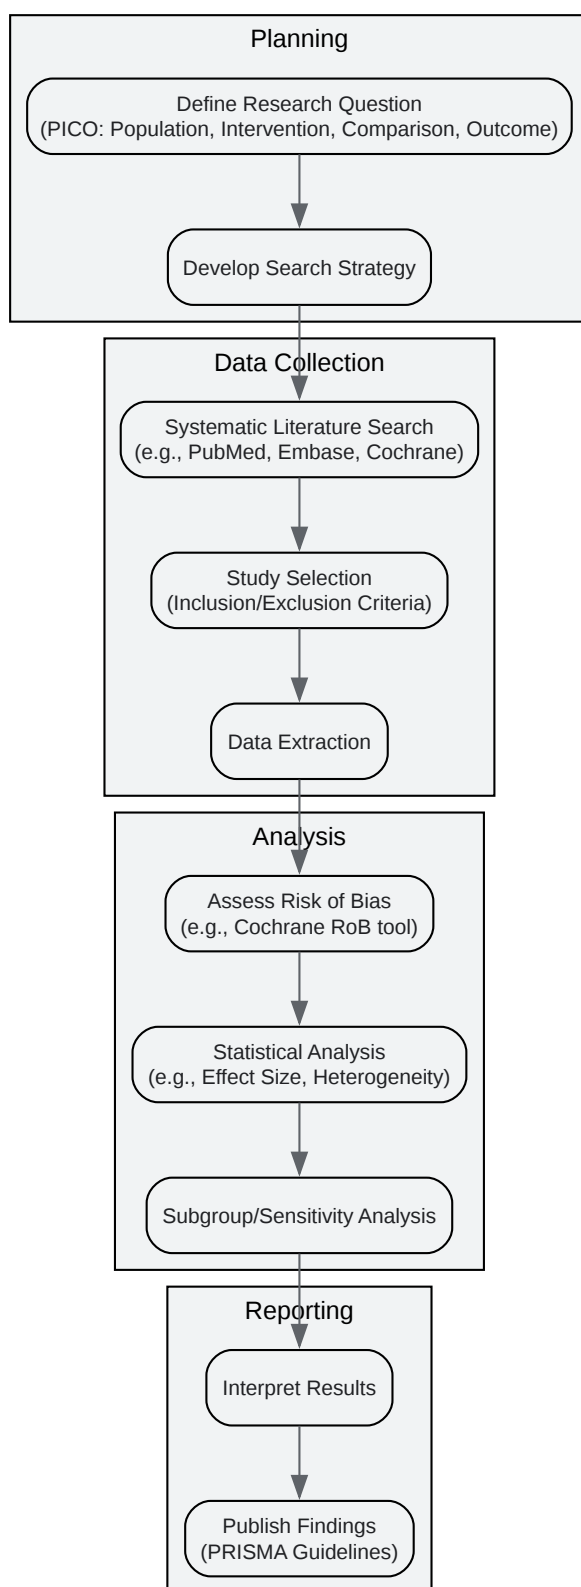 Planning
Define Research Question
(PICO: Population, Intervention, Comparison, Outcome)
Develop Search Strategy
Data Collection
Systematic Literature Search
(e.g., PubMed, Embase, Cochrane)
Study Selection
(Inclusion/Exclusion Criteria)
Data Extraction
Analysis
Assess Risk of Bias
(e.g., Cochrane RoB tool)
Statistical Analysis
(e.g., Effect Size, Heterogeneity)
Subgroup/Sensitivity Analysis
Reporting
Interpret Results
Publish Findings
(PRISMA Guidelines)